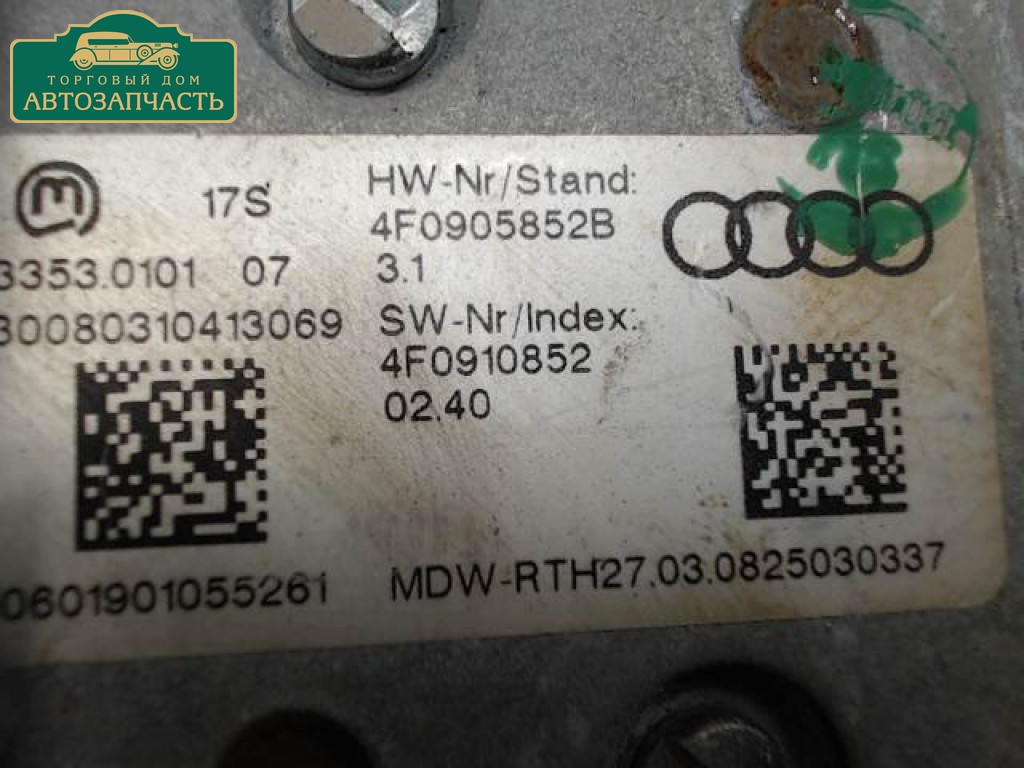 ТОРГОВЫЙ ДОМ
АВТОЗАПЧАСТЬ
m 17S
HW-Nr/Stand:
4F0905852B
3353.0101 07
3.1
30080310413069
SW-Nr/Index:
4F0910852
02.40
0601901055261
MDW-RTH27.03.0825030337